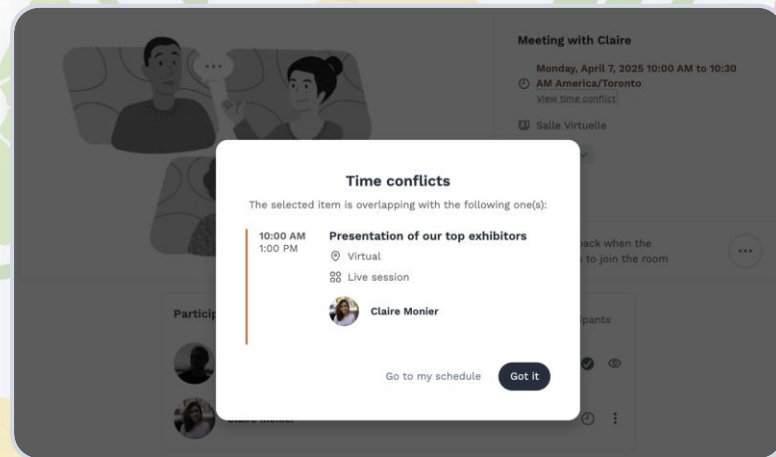 Meeting with Claire
Monday, April 7, 2025 10:00 AM to 10:30
AM America/Toronto
View time conflict
Salle Virtuelle
Time conflicts
The selected item is overlapping with the following one(s):
10:00 AM
1:00 PM
Presentation of our top exhibitors
Virtual
Live session
Claire Monier
Go to my schedule
Got it
back when the
to join the room